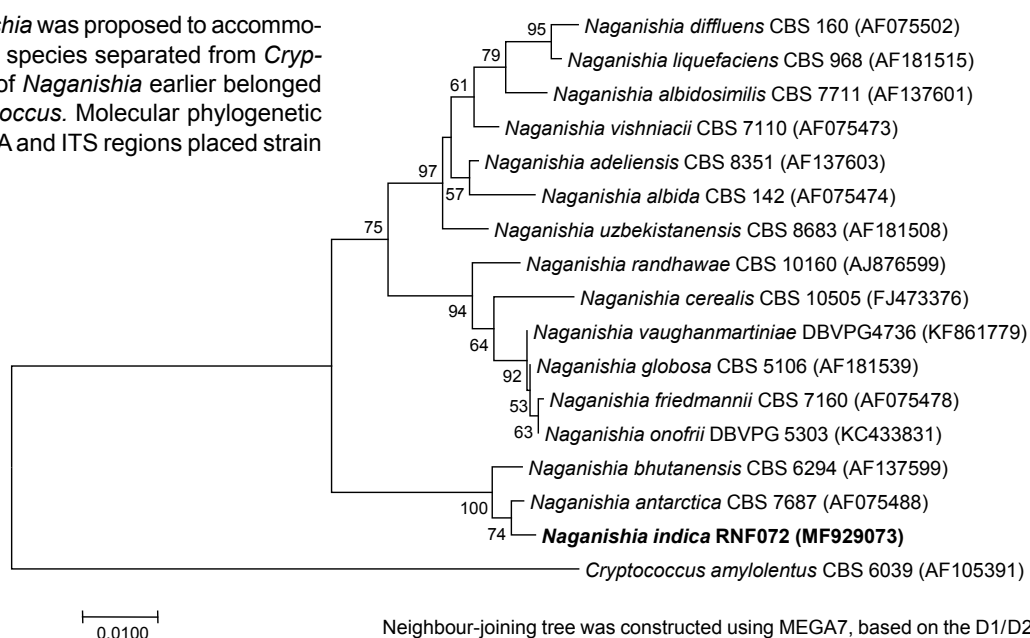 shia was proposed to accommo-
species separated from Cryp-
of Naganishia earlier belonged
occus. Molecular phylogenetic
A and ITS regions placed strain
95
Naganishia diffluens CBS 160 (AF075502)
79
Naganishia liquefaciens CBS 968 (AF181515)
61
Naganishia albidosimilis CBS 7711 (AF137601)
Naganishia vishniacii CBS 7110 (AF075473)
97
Naganishia adeliensis CBS 8351 (AF137603)
57
Naganishia albida CBS 142 (AF075474)
75
Naganishia uzbekistanensis CBS 8683 (AF181508)
Naganishia randhawae CBS 10160 (AJ876599)
94
Naganishia cerealis CBS 10505 (FJ473376)
64
Naganishia vaughanmartiniae DBVPG4736 (KF861779)
92
Naganishia globosa CBS 5106 (AF181539)
53
Naganishia friedmannii CBS 7160 (AF075478)
63
Naganishia onofrii DBVPG 5303 (KC433831)
Naganishia bhutanensis CBS 6294 (AF137599)
100
Naganishia antarctica CBS 7687 (AF075488)
74
Naganishia indica RNF072 (MF929073)
Cryptococcus amylolentus CBS 6039 (AF105391)
0.0100
Neighbour-joining tree was constructed using MEGA7, based on the D1/D2